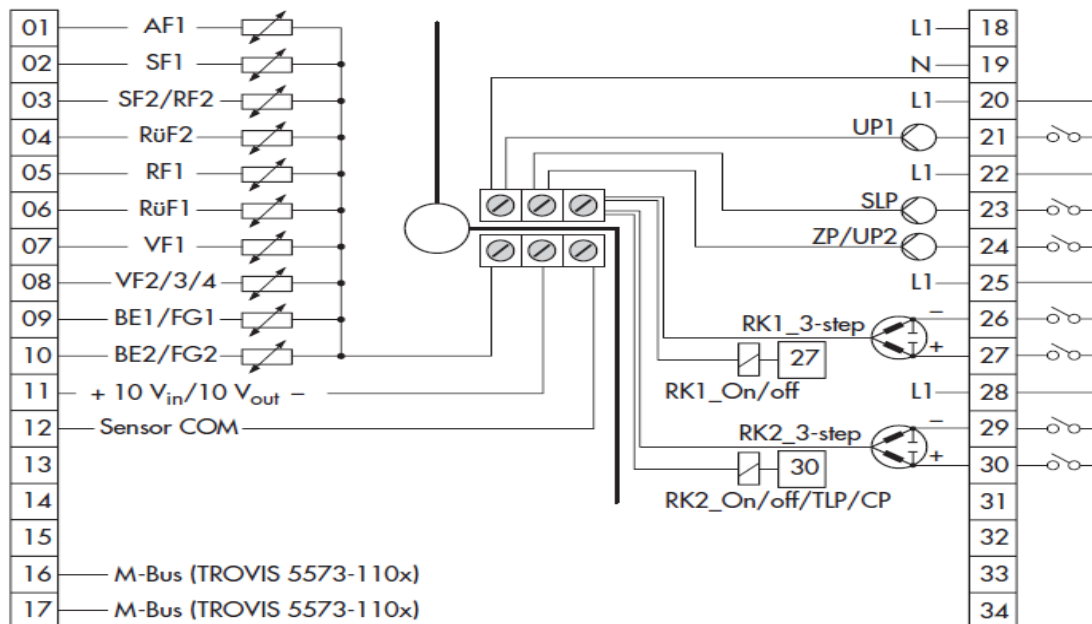 01 AF1
02 SF1
03 SF2/RF2
04 RüF2
05 RF1
06 RüF1
07 VF1
08 VF2/3/4
09 BE1/FG1
10 BE2/FG2
11 + 10 Vin/10 Vout −
12 Sensor COM
13
14
15
16 M-Bus (TROVIS 5573-110x)
17 M-Bus (TROVIS 5573-110x)
L1 18
N 19
L1 20
UP1 21
L1 22
SLP 23
ZP/UP2 24
L1 25
− 26
RK1_3-step
+ 27
27
RK1_On/off
L1 28
− 29
RK2_3-step
+ 30
30
RK2_On/off/TLP/CP
31
32
33
34